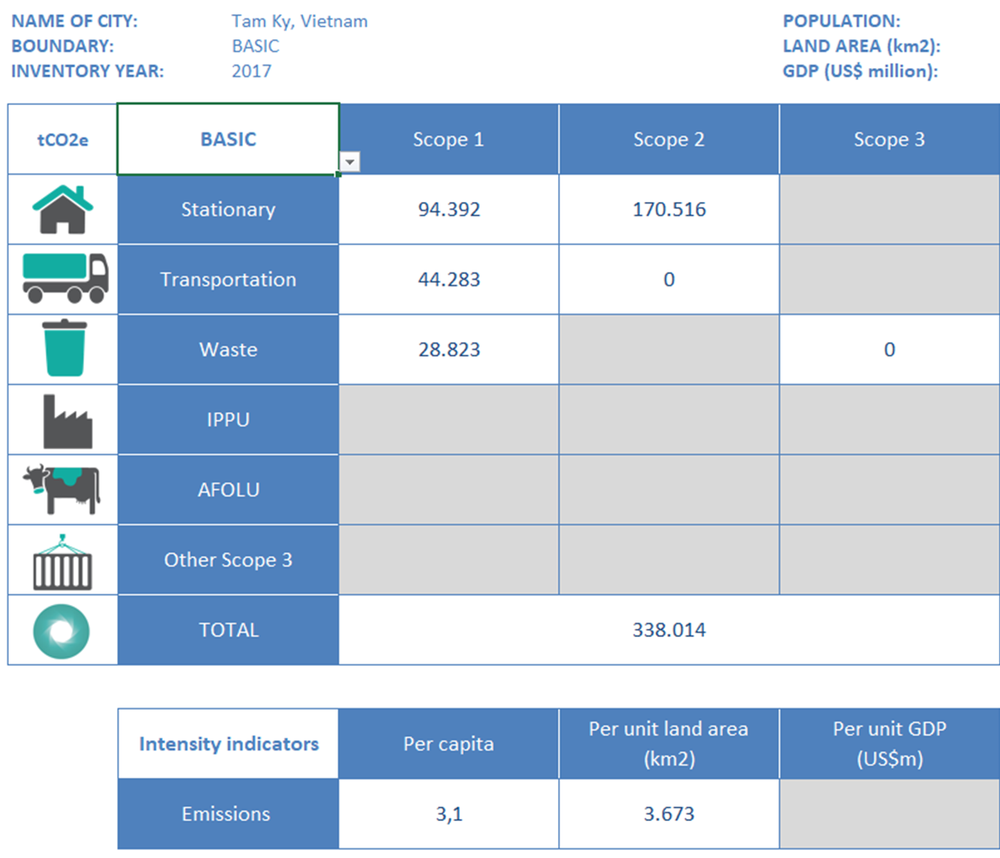 NAME OF CITY: Tam Ky, Vietnam POPULATION:
BOUNDARY: BASIC LAND AREA (km2):
INVENTORY YEAR: 2017 GDP (US$ million):
tCO2e BASIC Scope 1 Scope 2 Scope 3
Stationary 94.392 170.516
Transportation 44.283 0
Waste 28.823 0
IPPU
AFOLU
Other Scope 3
TOTAL 338.014
Intensity indicators Per capita Per unit land area (km2) Per unit GDP (US$m)
Emissions 3,1 3.673